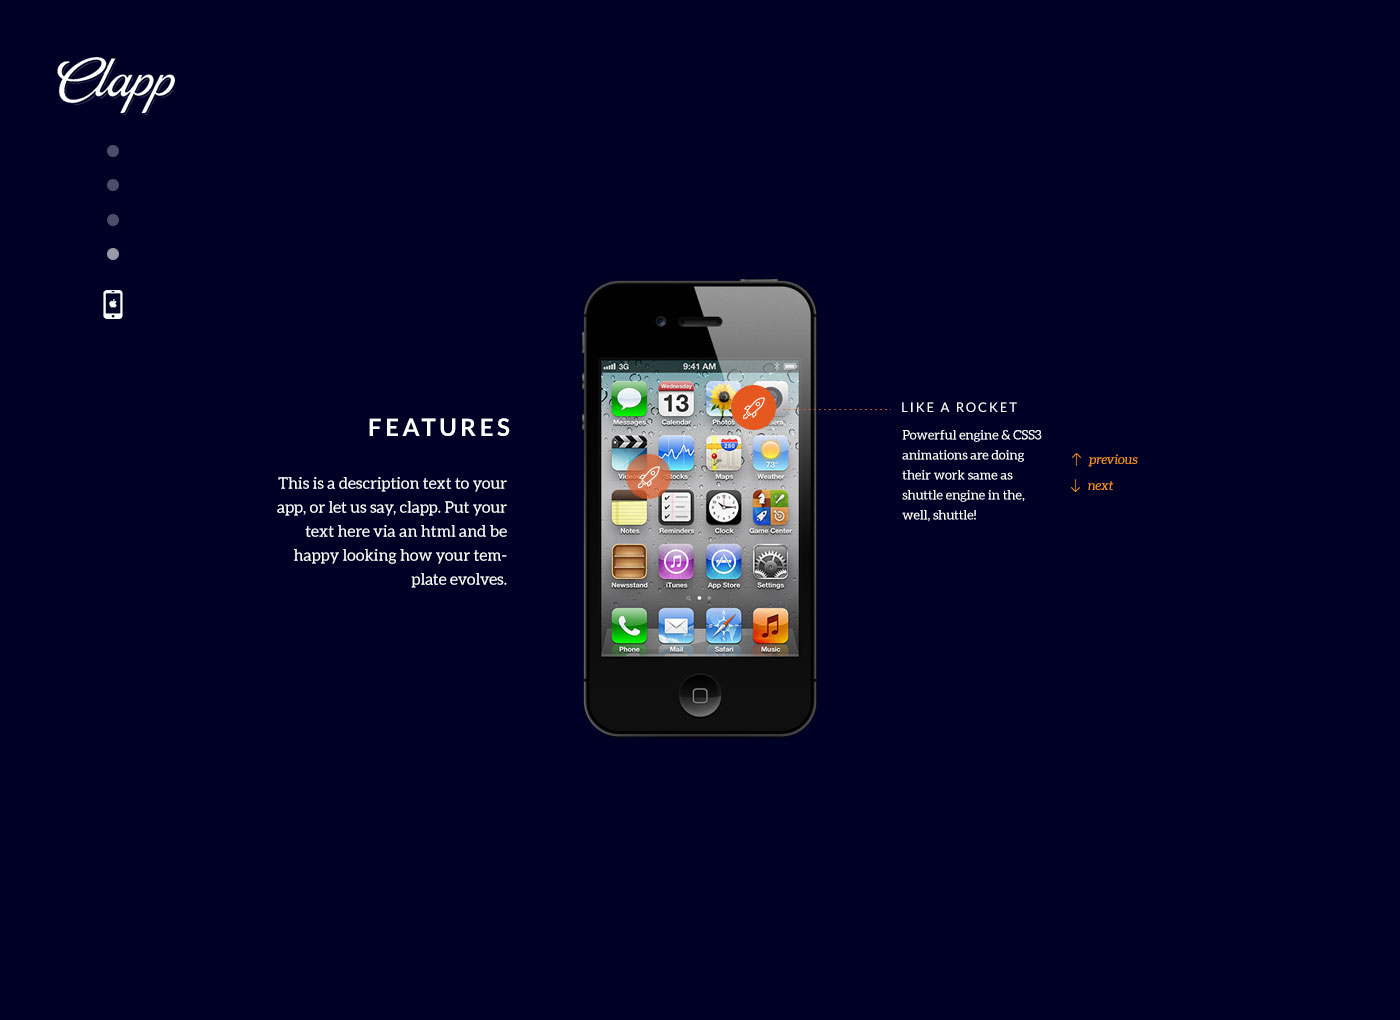 Clapp
FEATURES
This is a description text to your
app, or let us say, clapp. Put your
text here via an html and be
happy looking how your tem-
plate evolves.
3G 9:41 AM
Wednesday
13
Messages Calendar Photos
280
73°
Stocks Maps Weather
Notes Reminders Clock Game Center
Newsstand iTunes App Store Settings
Phone Mail Safari Music
LIKE A ROCKET
Powerful engine & CSS3
animations are doing
their work same as
shuttle engine in the,
well, shuttle!
↑ previous
↓ next